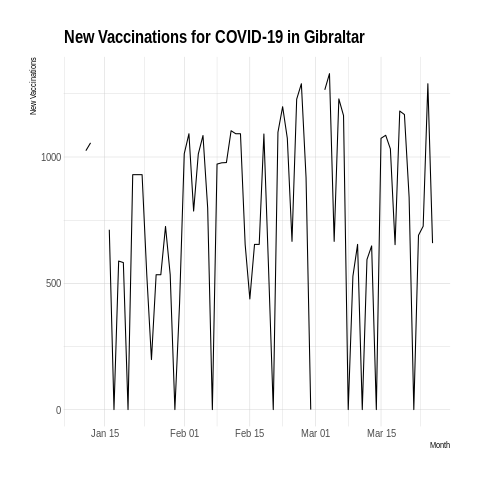 New Vaccinations for COVID-19 in Gibraltar
New Vaccinations
1000
500
0
Jan 15 Feb 01 Feb 15 Mar 01 Mar 15
Month